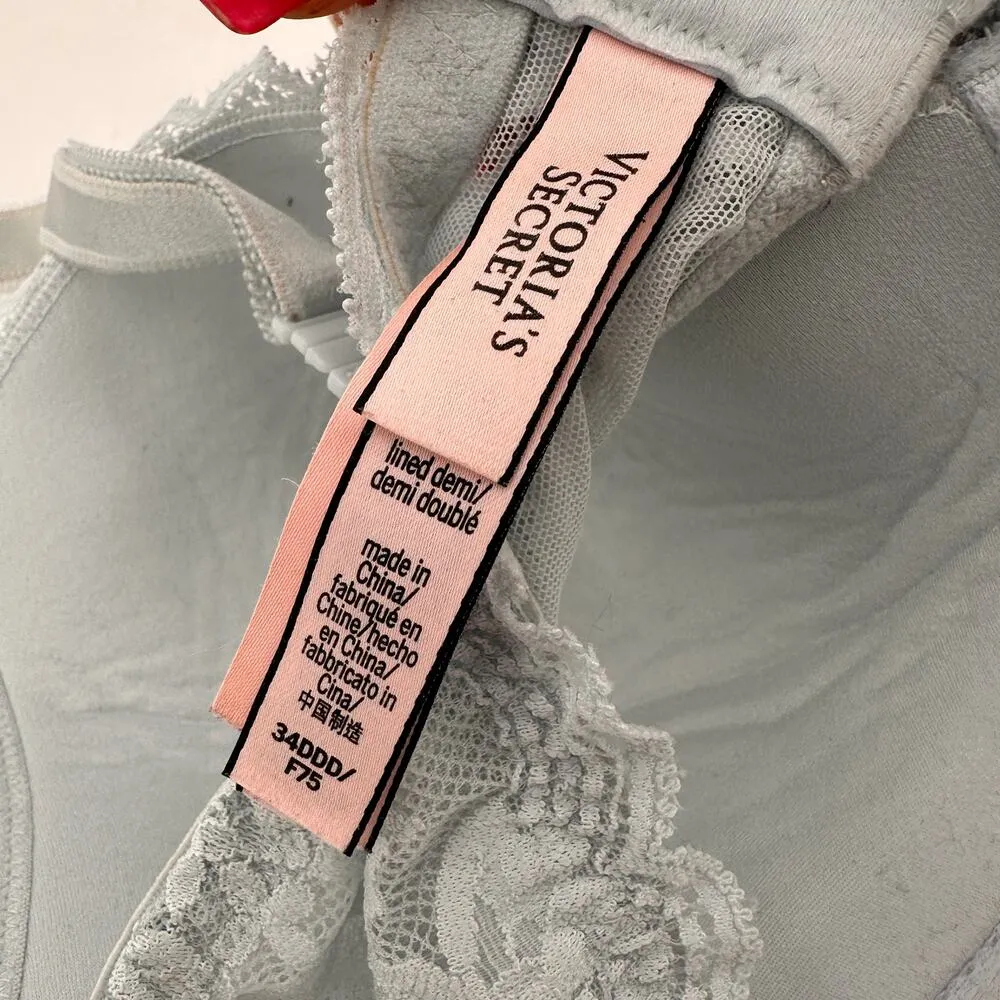 VICTORIA'S
SECRET
lined demi/
demi doublé
made in
China/
fabriqué en
Chine/hecho
en China/
fabbricato in
Cina/
中国制造
34DDD/
F75